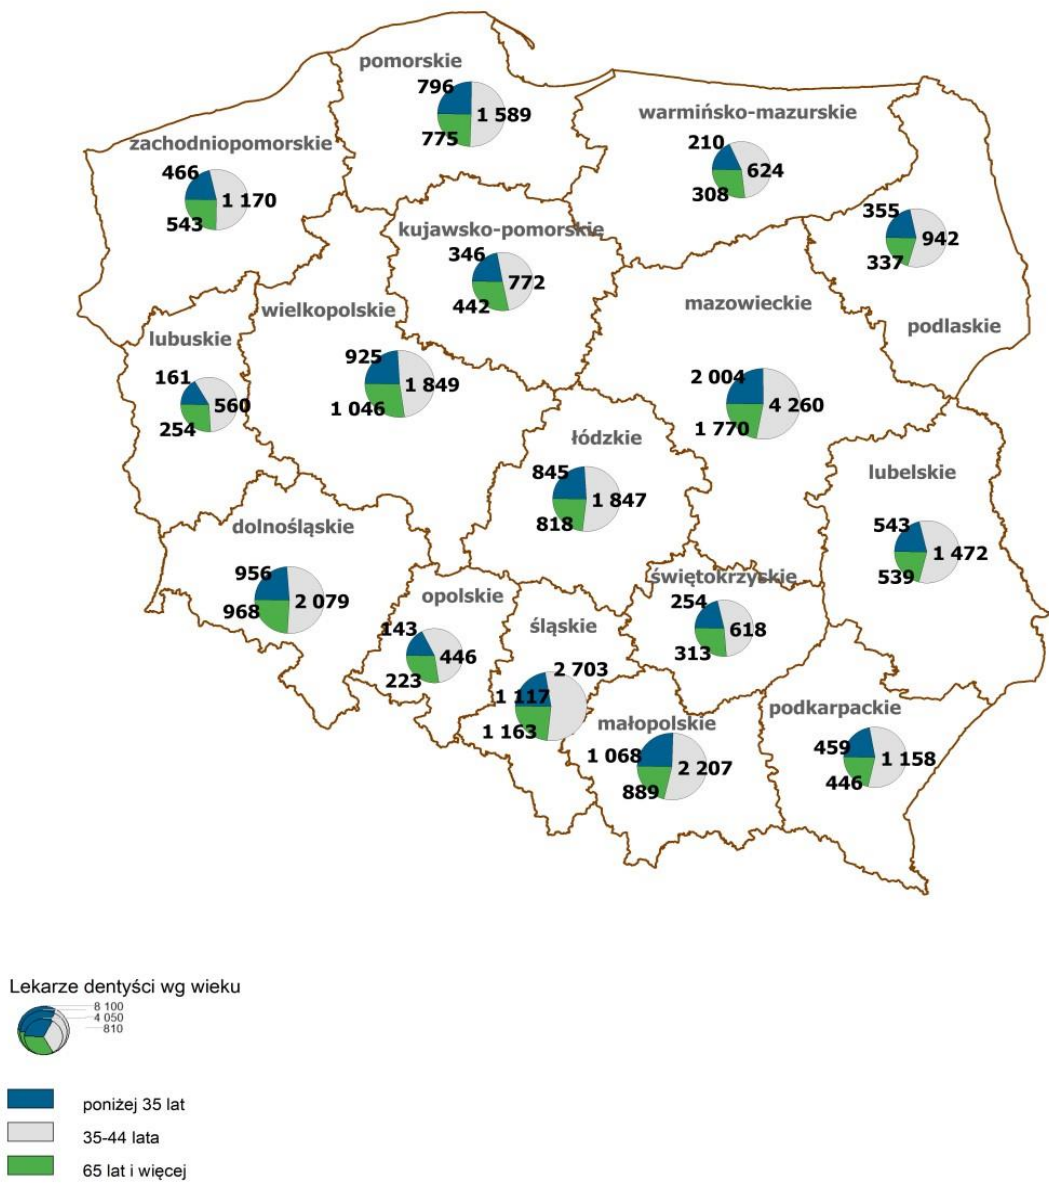 pomorskie
796
1 589
775
warmińsko-mazurskie
210
624
308
zachodniopomorskie
466
1 170
543
355
942
337
podlaskie
kujawsko-pomorskie
346
772
442
mazowieckie
2 004
4 260
1 770
wielkopolskie
925
1 849
1 046
lubuskie
161
560
254
łódzkie
845
1 847
818
lubelskie
543
1 472
539
dolnośląskie
956
2 079
968
opolskie
143
446
223
śląskie
2 703
1 117
1 163
świętokrzyskie
254
618
313
małopolskie
1 068
2 207
889
podkarpackie
459
1 158
446
Lekarze dentyści wg wieku
8 100
4 050
810
poniżej 35 lat
35-44 lata
65 lat i więcej